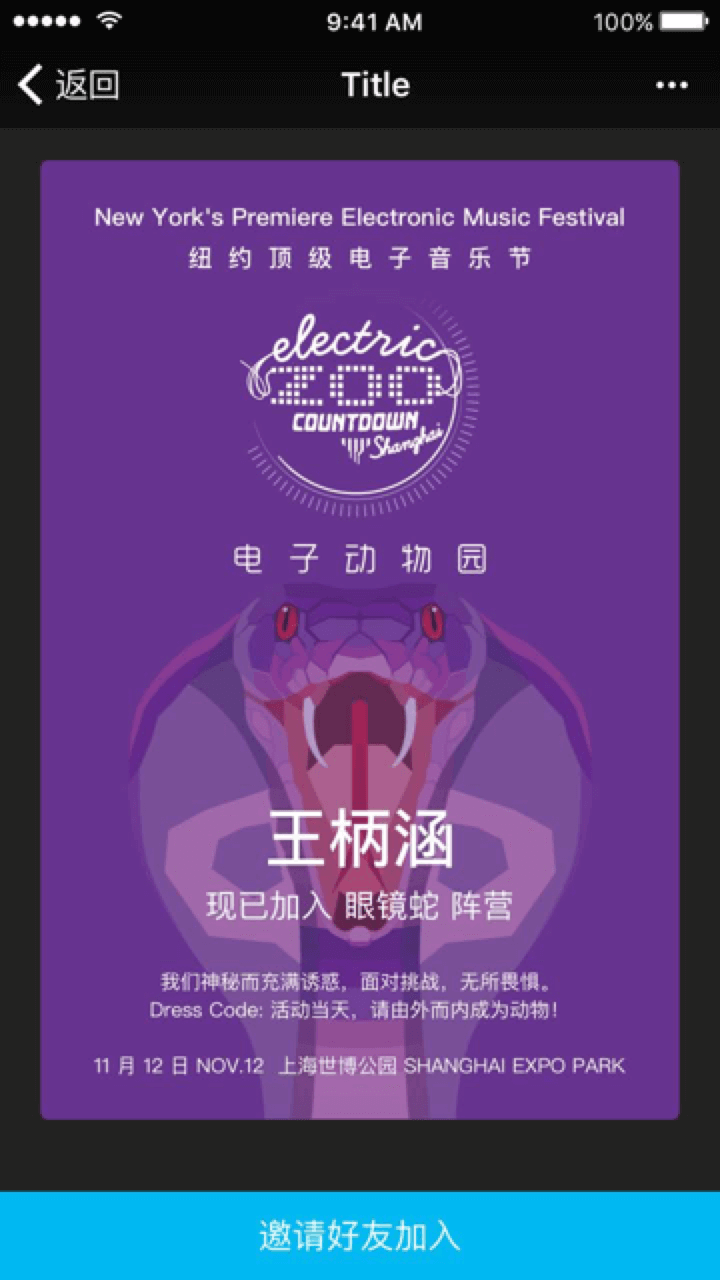 9:41 AM
100%
返回
Title
New York's Premiere Electronic Music Festival
纽约顶级电子音乐节
electric
ZOO
COUNTDOWN
Shanghai
电子动物园
王柄涵
现已加入 眼镜蛇 阵营
我们神秘而充满诱惑，面对挑战，无所畏惧。
Dress Code: 活动当天，请由外而内成为动物！
11 月 12 日 NOV.12 上海世博公园 SHANGHAI EXPO PARK
邀请好友加入